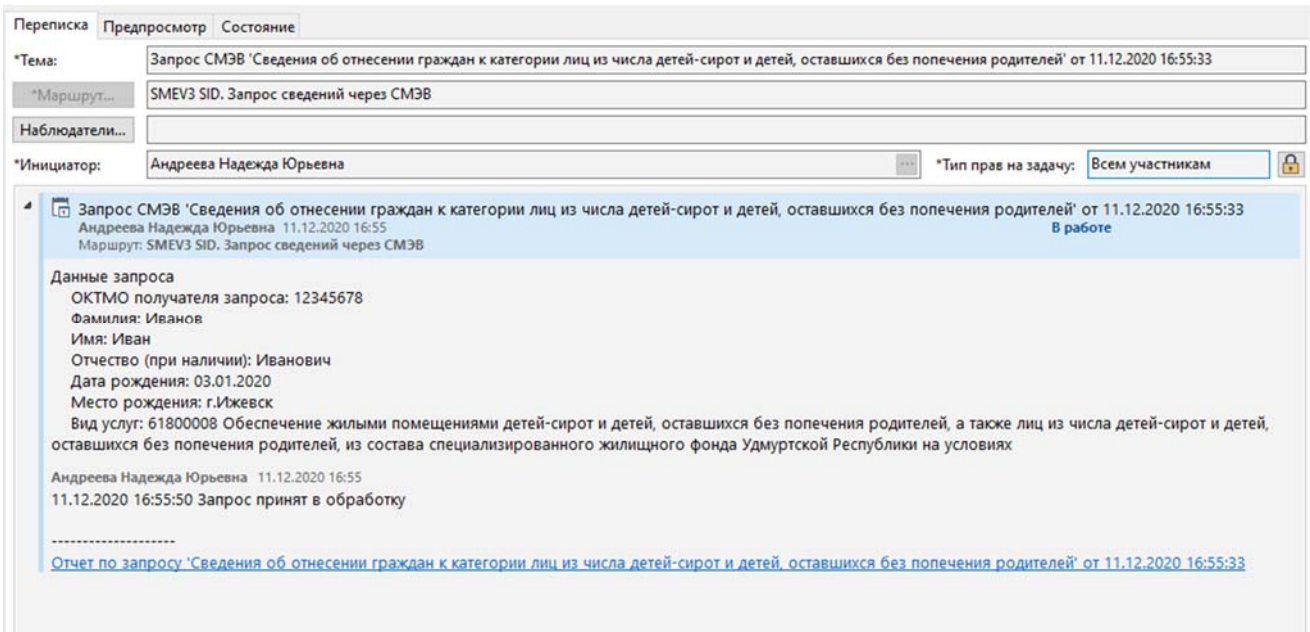 Переписка Предпросмотр Состояние
*Тема: Запрос СМЭВ 'Сведения об отнесении граждан к категории лиц из числа детей-сирот и детей, оставшихся без попечения родителей' от 11.12.2020 16:55:33
*Маршрут... SMEV3 SID. Запрос сведений через СМЭВ
Наблюдатели...
*Инициатор: Андреева Надежда Юрьевна ... *Тип прав на задачу: Всем участникам
Запрос СМЭВ 'Сведения об отнесении граждан к категории лиц из числа детей-сирот и детей, оставшихся без попечения родителей' от 11.12.2020 16:55:33
Андреева Надежда Юрьевна 11.12.2020 16:55 В работе
Маршрут: SMEV3 SID. Запрос сведений через СМЭВ
Данные запроса
ОКТМО получателя запроса: 12345678
Фамилия: Иванов
Имя: Иван
Отчество (при наличии): Иванович
Дата рождения: 03.01.2020
Место рождения: г.Ижевск
Вид услуг: 61800008 Обеспечение жилыми помещениями детей-сирот и детей, оставшихся без попечения родителей, а также лиц из числа детей-сирот и детей,
оставшихся без попечения родителей, из состава специализированного жилищного фонда Удмуртской Республики на условиях
Андреева Надежда Юрьевна 11.12.2020 16:55
11.12.2020 16:55:50 Запрос принят в обработку
--------------------
Отчет по запросу 'Сведения об отнесении граждан к категории лиц из числа детей-сирот и детей, оставшихся без попечения родителей' от 11.12.2020 16:55:33